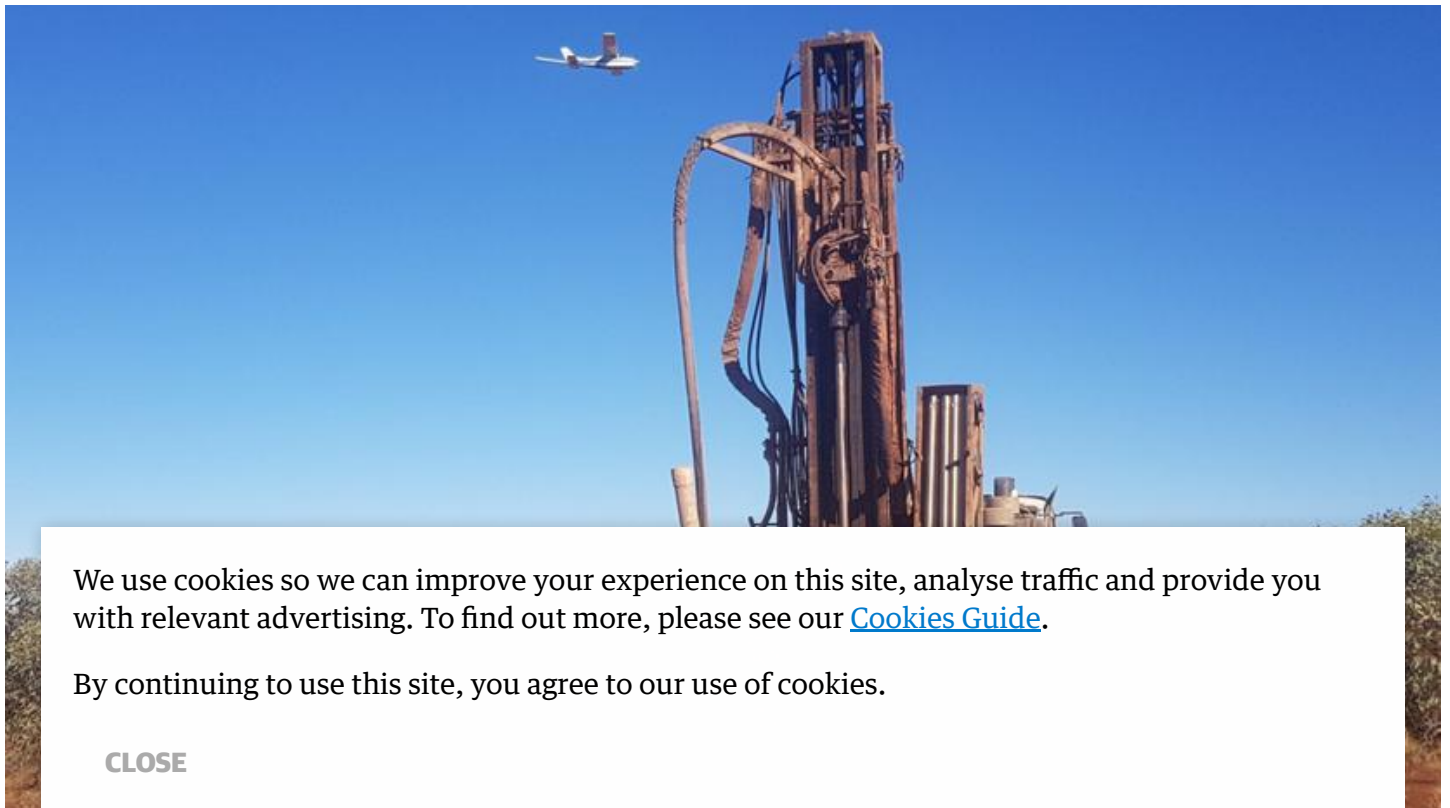 We use cookies so we can improve your experience on this site, analyse traffic and provide you
with relevant advertising. To find out more, please see our Cookies Guide.
By continuing to use this site, you agree to our use of cookies.
CLOSE